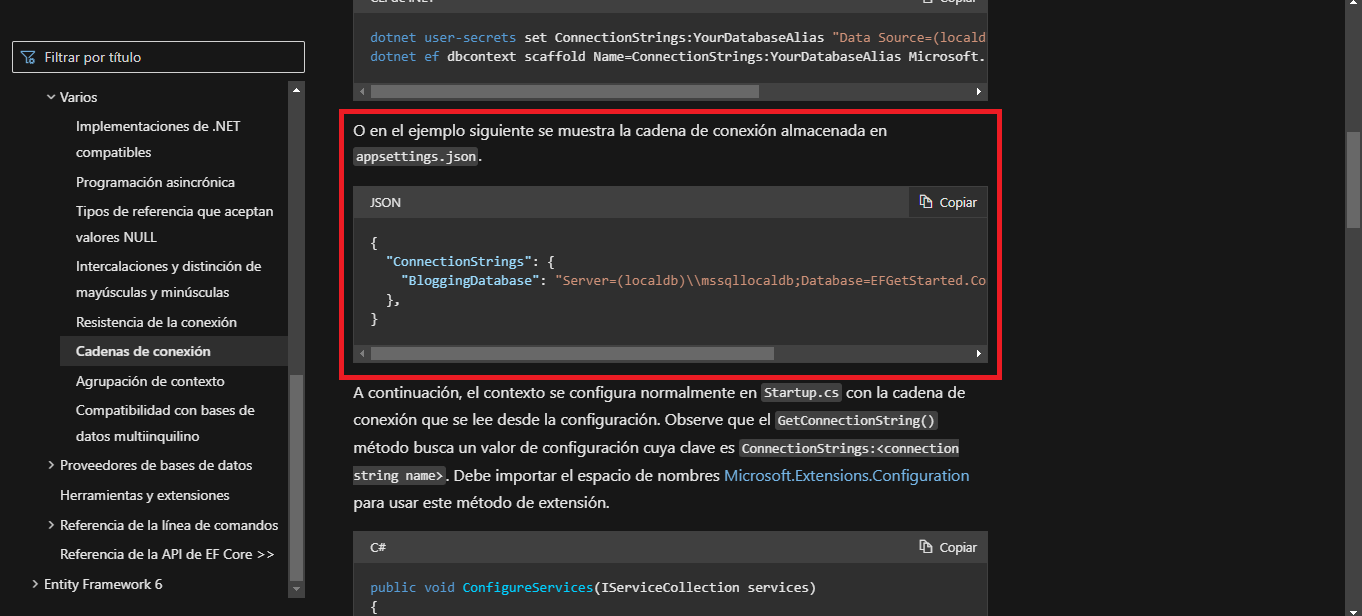 Filtrar por título
Varios
Implementaciones de .NET
compatibles
Programación asincrónica
Tipos de referencia que aceptan
valores NULL
Intercalaciones y distinción de
mayúsculas y minúsculas
Resistencia de la conexión
Cadenas de conexión
Agrupación de contexto
Compatibilidad con bases de
datos multiinquilino
Proveedores de bases de datos
Herramientas y extensiones
Referencia de la línea de comandos
Referencia de la API de EF Core >>
Entity Framework 6
Copiar
dotnet user-secrets set ConnectionStrings:YourDatabaseAlias "Data Source=(locald
dotnet ef dbcontext scaffold Name=ConnectionStrings:YourDatabaseAlias Microsoft.
O en el ejemplo siguiente se muestra la cadena de conexión almacenada en
appsettings.json.
JSON Copiar
{
"ConnectionStrings": {
"BloggingDatabase": "Server=(localdb)\\mssqllocaldb;Database=EFGetStarted.Co
},
}
A continuación, el contexto se configura normalmente en Startup.cs con la cadena de
conexión que se lee desde la configuración. Observe que el GetConnectionString()
método busca un valor de configuración cuya clave es ConnectionStrings:<connection
string name>. Debe importar el espacio de nombres Microsoft.Extensions.Configuration
para usar este método de extensión.
C# Copiar
public void ConfigureServices(IServiceCollection services)
{